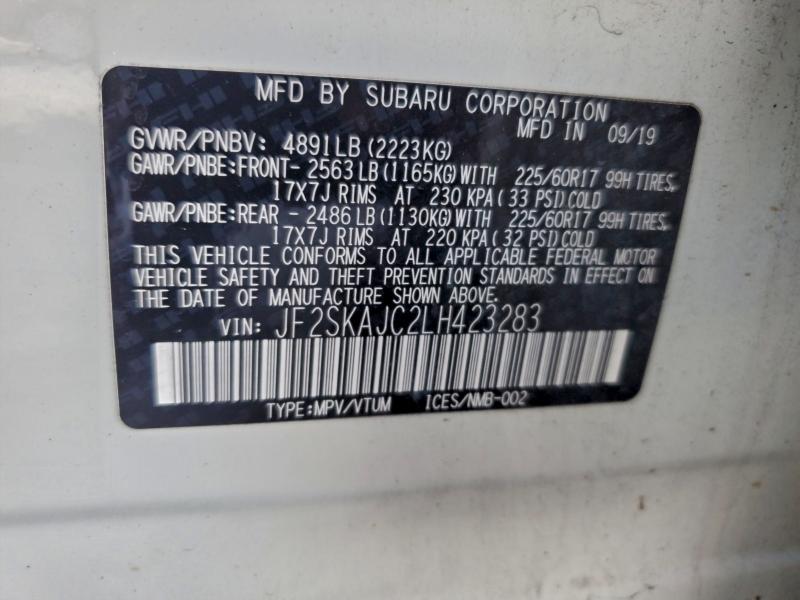 MFD BY SUBARU CORPORATION
MFD IN 09/19
GVWR/PNBV: 4891LB (2223KG)
GAWR/PNBE:FRONT- 2563 LB (1165KG)WITH 225/60R17 99H TIRES,
17X7J RIMS AT 230 KPA ( 33 PSI) COLD
GAWR/PNBE:REAR - 2486 LB (1130KG)WITH 225/60R17 99H TIRES,
17X7J RIMS AT 220 KPA ( 32 PSI) COLD
THIS VEHICLE CONFORMS TO ALL APPLICABLE FEDERAL MOTOR
VEHICLE SAFETY AND THEFT PREVENTION STANDARDS IN EFFECT ON
THE DATE OF MANUFACTURE SHOWN ABOVE.
VIN: JF2SKAJC2LH423283
TYPE:MPV/VTUM ICES/NMB-002